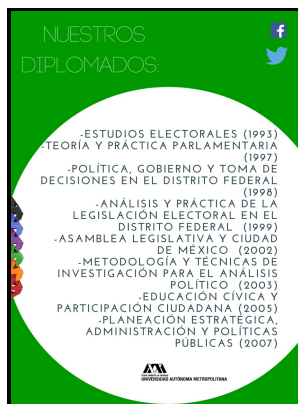 NUESTROS
DIPLOMADOS:
-ESTUDIOS ELECTORALES (1993)
-TEORÍA Y PRÁCTICA PARLAMENTARIA
(1997)
-POLÍTICA, GOBIERNO Y TOMA DE
DECISIONES EN EL DISTRITO FEDERAL
(1998)
-ANÁLISIS Y PRÁCTICA DE LA
LEGISLACIÓN ELECTORAL EN EL
DISTRITO FEDERAL (1999)
-ASAMBLEA LEGISLATIVA Y CIUDAD
DE MÉXICO (2002)
-METODOLOGÍA Y TÉCNICAS DE
INVESTIGACIÓN PARA EL ANÁLISIS
POLÍTICO (2003)
-EDUCACIÓN CÍVICA Y
PARTICIPACIÓN CIUDADANA (2005)
-PLANEACIÓN ESTRATÉGICA,
ADMINISTRACIÓN Y POLÍTICAS
PÚBLICAS (2007)
UNIVERSIDAD AUTÓNOMA METROPOLITANA